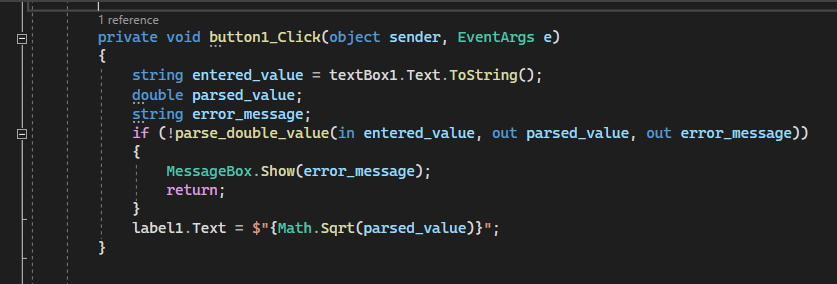 1 reference
private void button1_Click(object sender, EventArgs e)
{
string entered_value = textBox1.Text.ToString();
double parsed_value;
string error_message;
if (!parse_double_value(in entered_value, out parsed_value, out error_message))
{
MessageBox.Show(error_message);
return;
}
label1.Text = $"{Math.Sqrt(parsed_value)}";
}